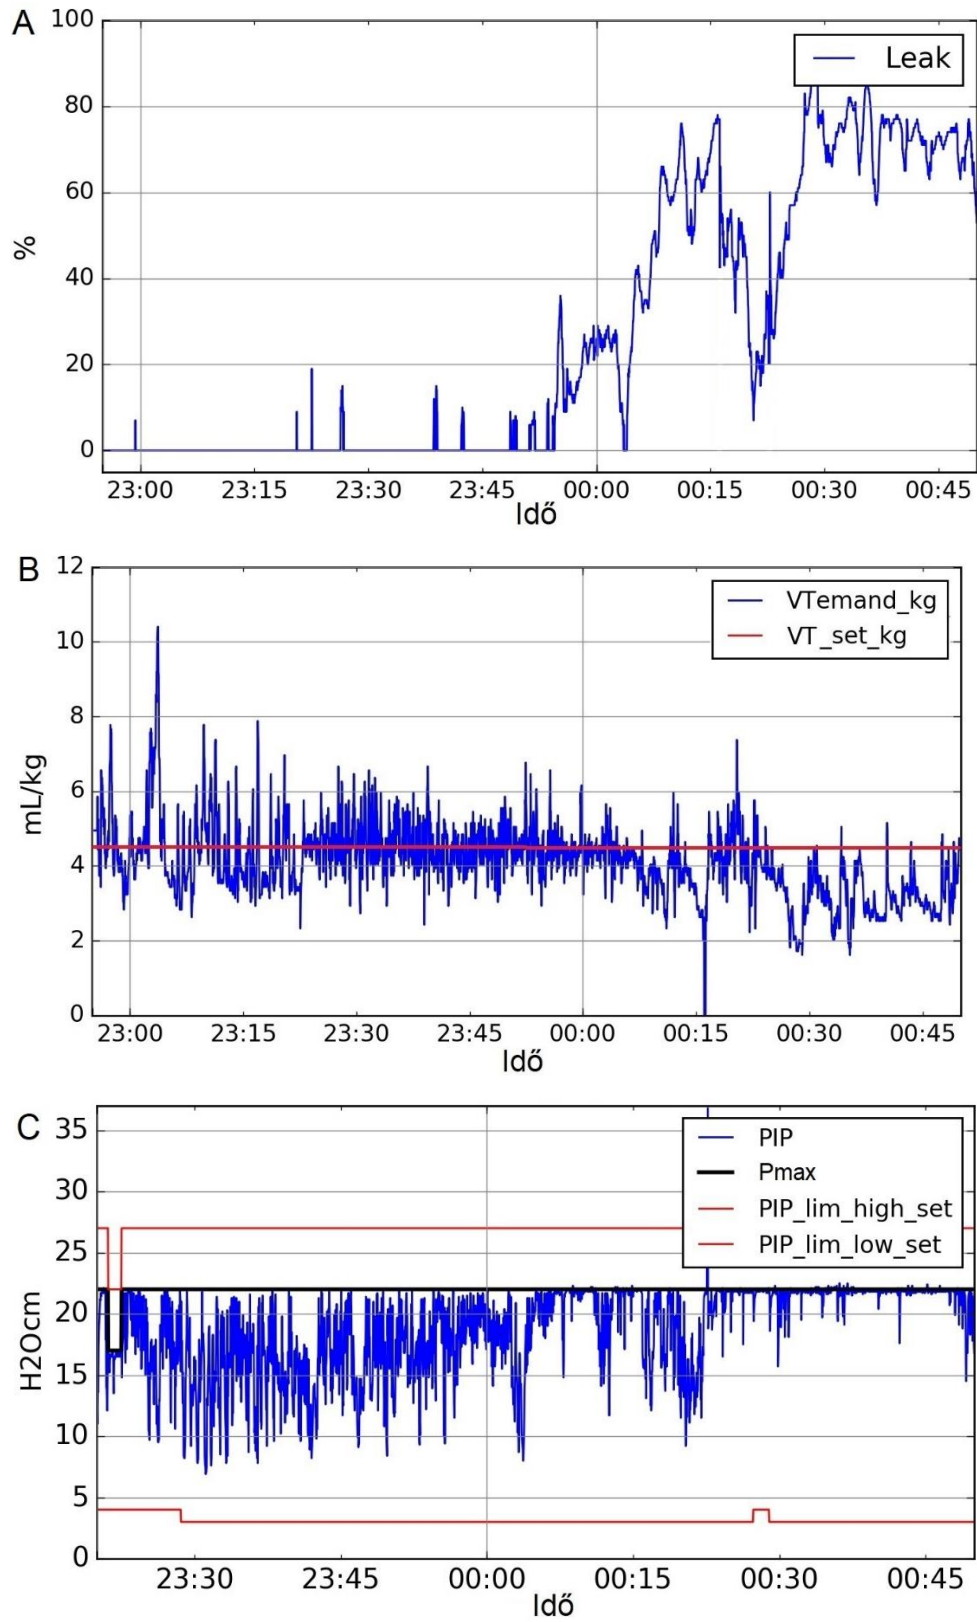 A
Leak
100
80
60
40
20
0
%
23:00 23:15 23:30 23:45 00:00 00:15 00:30 00:45
Idő
B
VTemand_kg
VT_set_kg
12
10
8
6
4
2
0
mL/kg
23:00 23:15 23:30 23:45 00:00 00:15 00:30 00:45
Idő
C
PIP
Pmax
PIP_lim_high_set
PIP_lim_low_set
35
30
25
20
15
10
5
0
H2Ocm
23:30 23:45 00:00 00:15 00:30 00:45
Idő